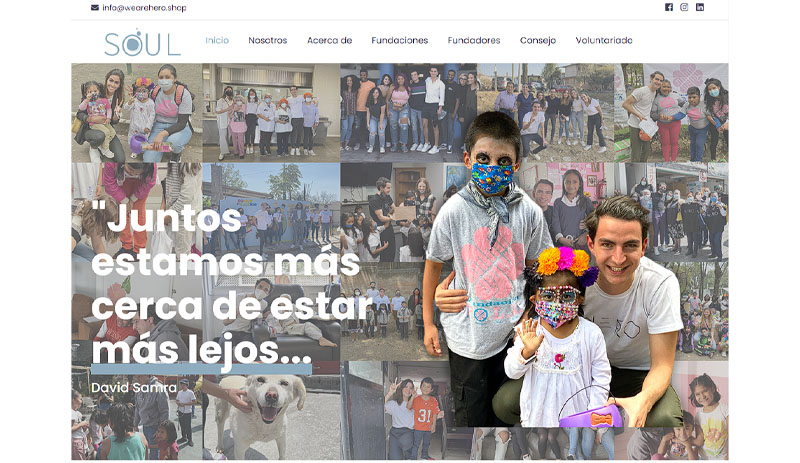 info@wearehero.shop
SOUL
Inicio Nosotros Acerca de Fundaciones Fundadores Consejo Voluntariado
"Juntos
estamos más
cerca de estar
más lejos...
David Samra
31